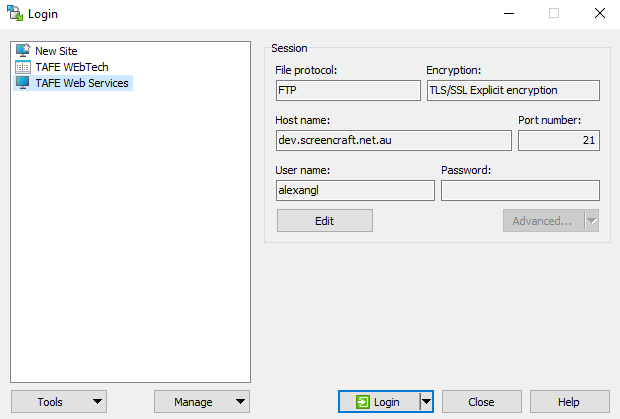 Login
New Site
TAFE WEbTech
TAFE Web Services
Session
File protocol: Encryption:
FTP TLS/SSL Explicit encryption
Host name: Port number:
dev.screencraft.net.au 21
User name: Password:
alexangl
Edit Advanced...
Tools Manage Login Close Help